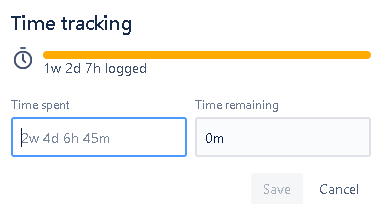 Time tracking
1w 2d 7h logged
Time spent Time remaining
2w 4d 6h 45m 0m
Save Cancel